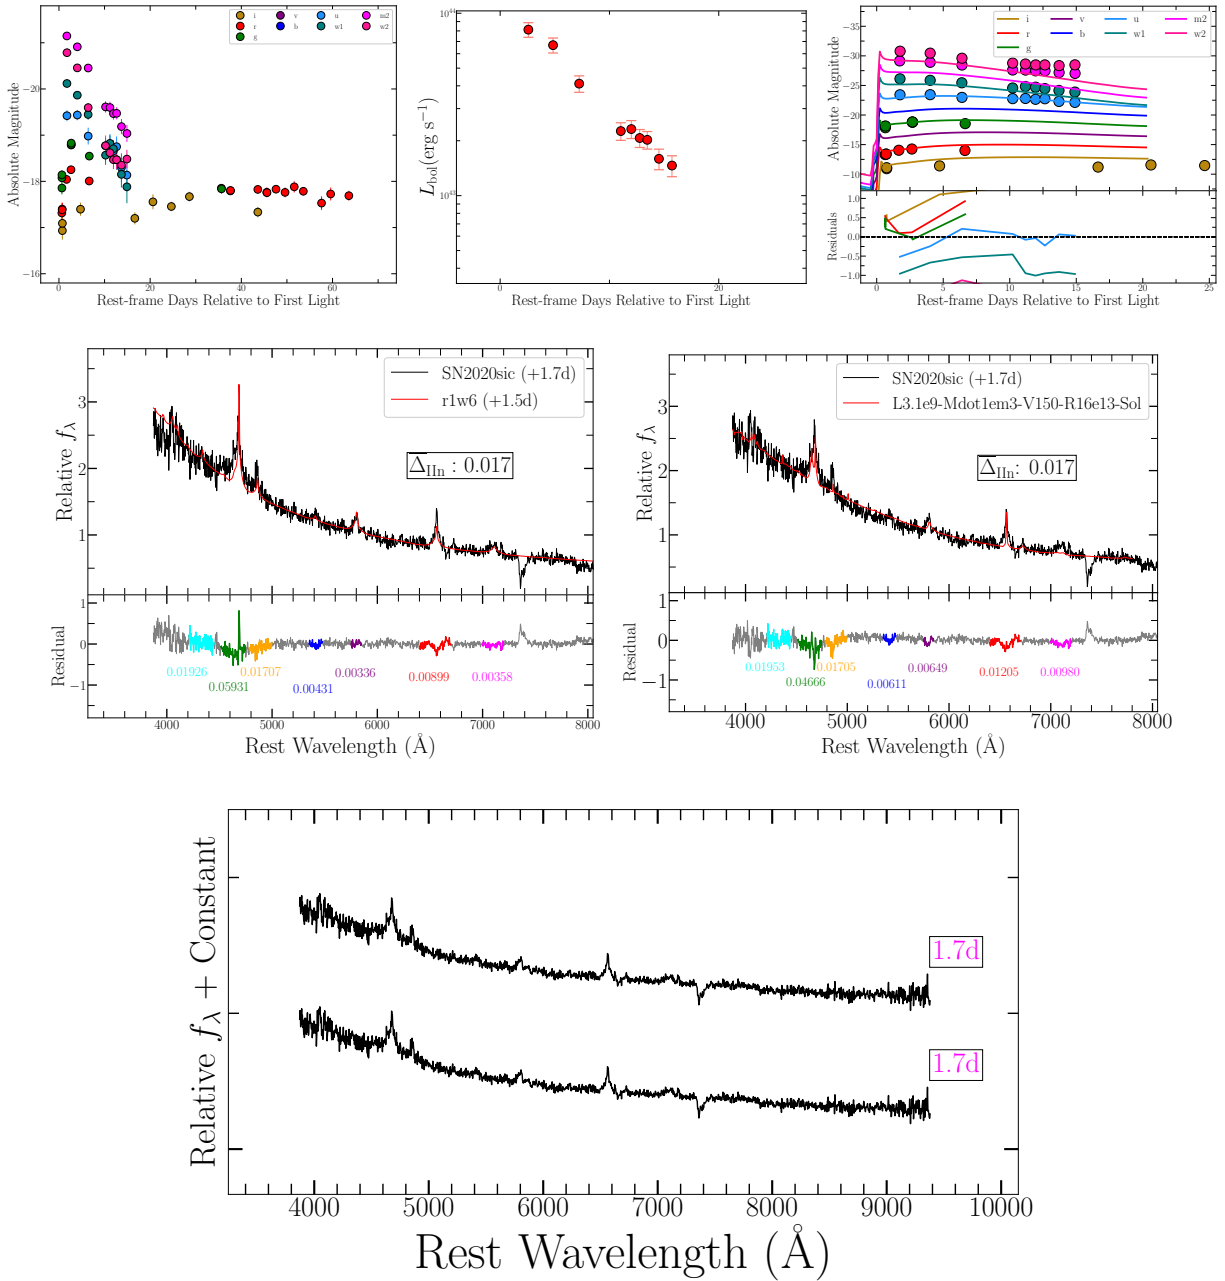 i v u m2
r b w1 w2
g
Absolute Magnitude
−20
−18
−16
0 20 40 60
Rest-frame Days Relative to First Light
10⁴⁴
10⁴³
L_bol(erg s⁻¹)
0 20
Rest-frame Days Relative to First Light
i v u m2
r b w1 w2
g
Absolute Magnitude
−35
−30
−25
−20
−15
−10
Residuals
1.0
0.5
0.0
−0.5
−1.0
0 5 10 15 20 25
Rest-frame Days Relative to First Light
SN2020sic (+1.7d)
r1w6 (+1.5d)
Δ_IIn : 0.017
Relative f_λ
3
2
1
Residual
1
0
−1
0.01926 0.01707 0.00336 0.00899 0.00358
0.05931 0.00431
4000 5000 6000 7000 8000
Rest Wavelength (Å)
SN2020sic (+1.7d)
L3.1e9-Mdot1em3-V150-R16e13-Sol
Δ_IIn: 0.017
Relative f_λ
3
2
1
Residual
1
0
−1
0.01953 0.01705 0.00649 0.01205 0.00980
0.04666 0.00611
4000 5000 6000 7000 8000
Rest Wavelength (Å)
Relative f_λ + Constant
1.7d
1.7d
4000 5000 6000 7000 8000 9000 10000
Rest Wavelength (Å)